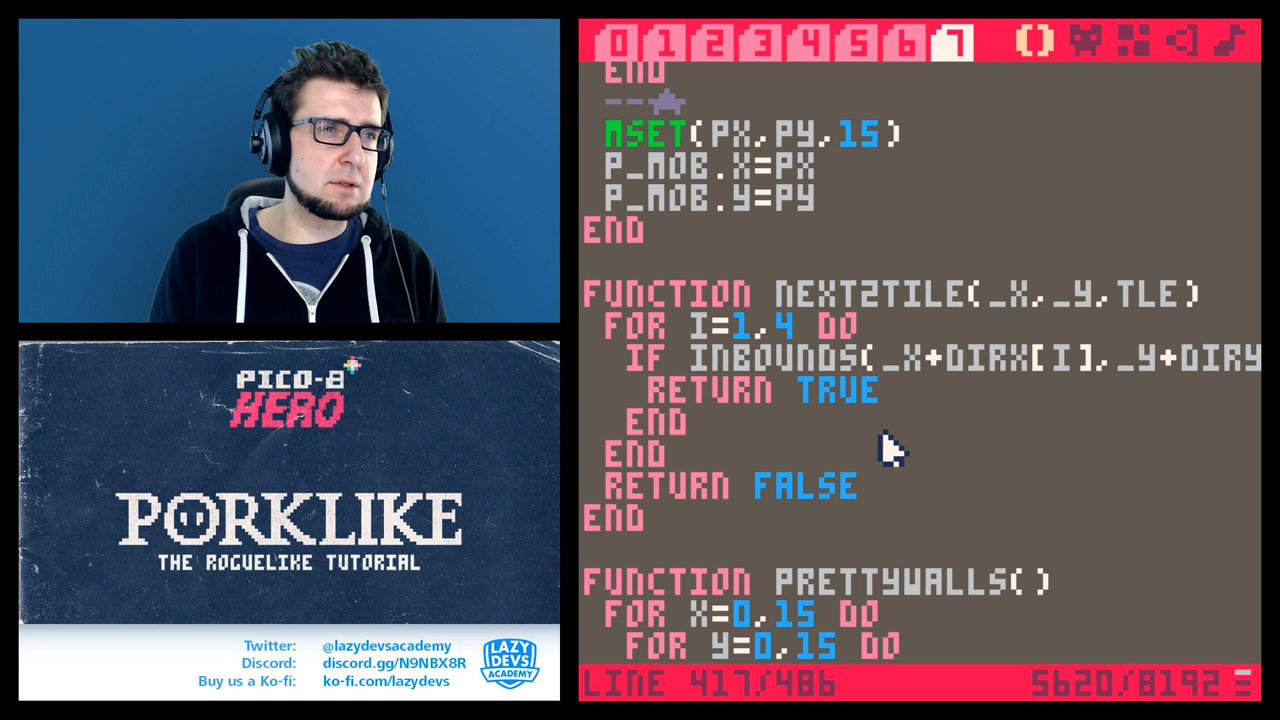 PICO-8
HERO
PORKLIKE
THE ROGUELIKE TUTORIAL
Twitter: @lazydevsacademy
Discord: discord.gg/N9NBX8R
Buy us a Ko-fi: ko-fi.com/lazydevs
LAZY
DEVS
ACADEMY
0 1 2 3 4 5 6 7
END
--
MSET(PX,PY,15)
P_MOB.X=PX
P_MOB.Y=PY
END
FUNCTION NEXT2TILE(_X,_Y,TLE)
FOR I=1,4 DO
IF INBOUNDS(_X+DIRX[I],_Y+DIRY
RETURN TRUE
END
END
RETURN FALSE
END
FUNCTION PRETTYWALLS()
FOR X=0,15 DO
FOR Y=0,15 DO
LINE 417/486
5620/8192